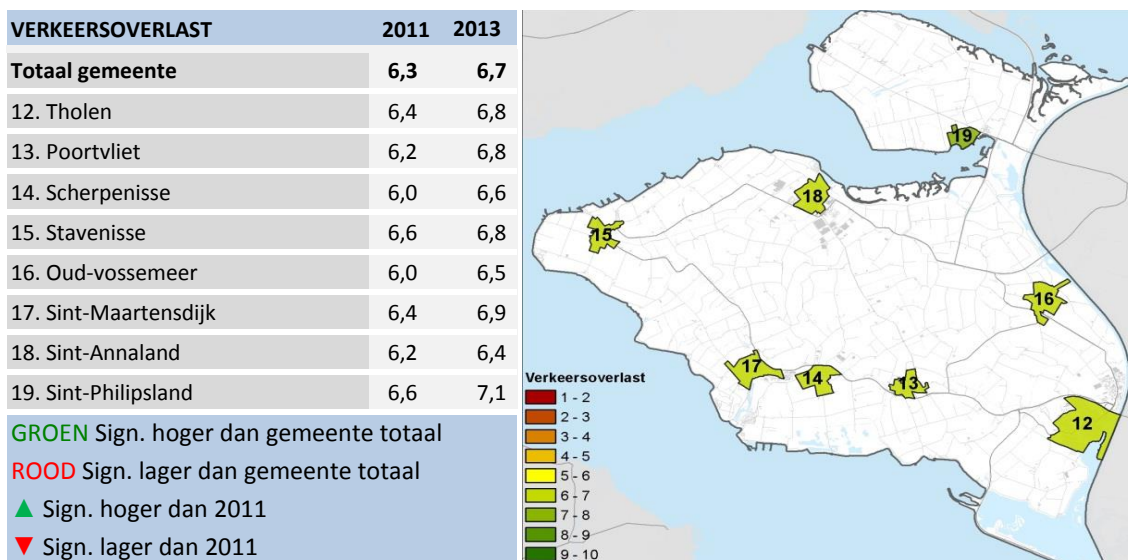 VERKEERSOVERLAST 2011 2013
Totaal gemeente 6,3 6,7
12. Tholen 6,4 6,8
13. Poortvliet 6,2 6,8
14. Scherpenisse 6,0 6,6
15. Stavenisse 6,6 6,8
16. Oud-vossemeer 6,0 6,5
17. Sint-Maartensdijk 6,4 6,9
18. Sint-Annaland 6,2 6,4
19. Sint-Philipsland 6,6 7,1
GROEN Sign. hoger dan gemeente totaal
ROOD Sign. lager dan gemeente totaal
▲ Sign. hoger dan 2011
▼ Sign. lager dan 2011
19
18
15
16
17
14
13
12
Verkeersoverlast
1 - 2
2 - 3
3 - 4
4 - 5
5 - 6
6 - 7
7 - 8
8 - 9
9 - 10